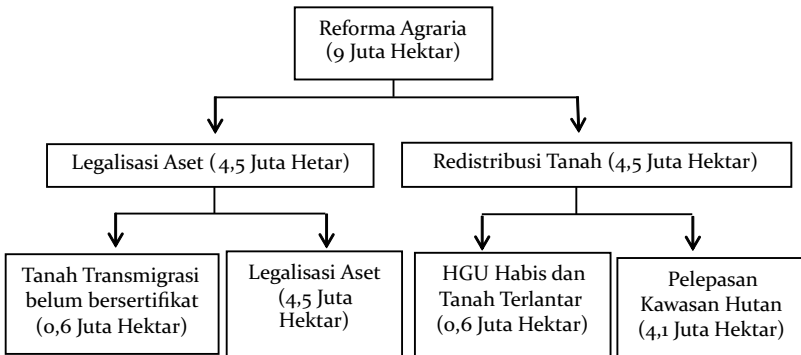 Reforma Agraria
(9 Juta Hektar)
Legalisasi Aset (4,5 Juta Hetar)
Redistribusi Tanah (4,5 Juta Hektar)
Tanah Transmigrasi
belum bersertifikat
(0,6 Juta Hektar)
Legalisasi Aset
(4,5 Juta
Hektar)
HGU Habis dan
Tanah Terlantar
(0,6 Juta Hektar)
Pelepasan
Kawasan Hutan
(4,1 Juta Hektar)